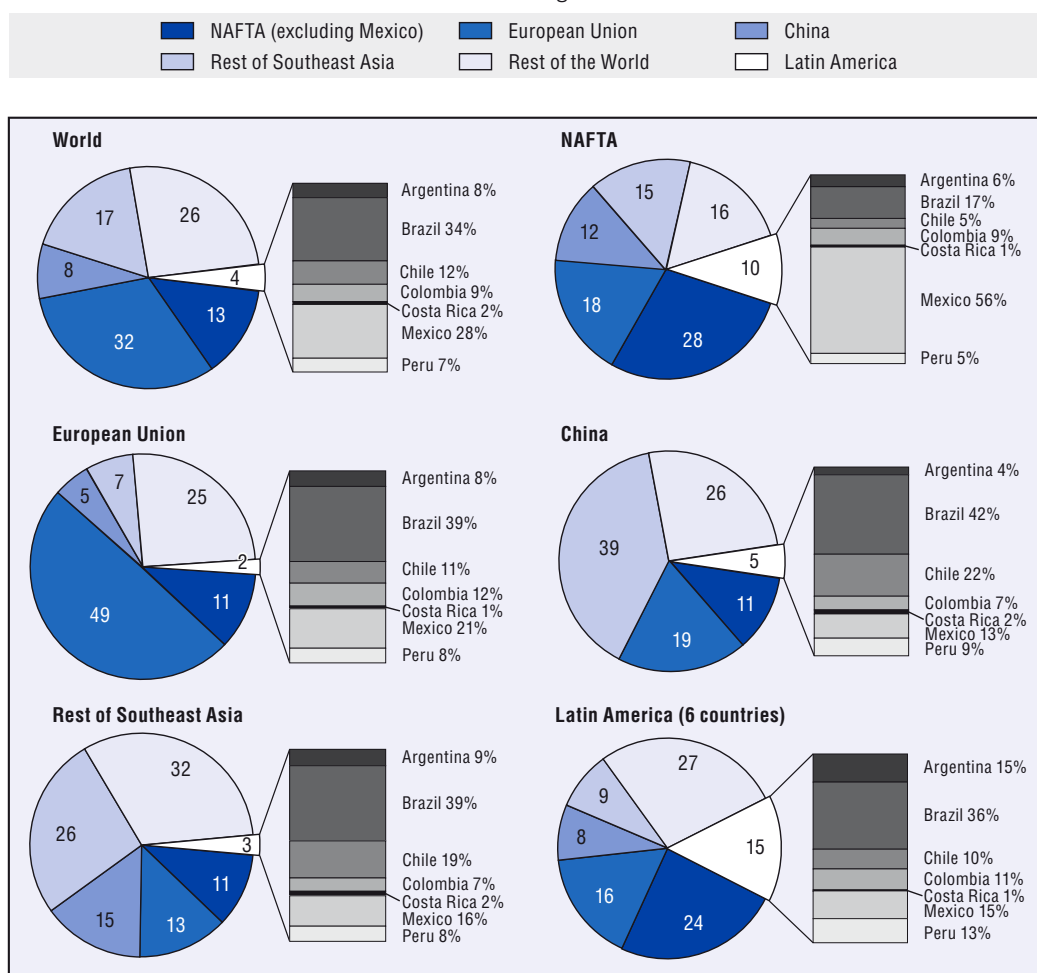 NAFTA (excluding Mexico) European Union China
Rest of Southeast Asia Rest of the World Latin America
World
26
17
8
32
13
4
Argentina 8%
Brazil 34%
Chile 12%
Colombia 9%
Costa Rica 2%
Mexico 28%
Peru 7%
NAFTA
16
15
12
18
28
10
Argentina 6%
Brazil 17%
Chile 5%
Colombia 9%
Costa Rica 1%
Mexico 56%
Peru 5%
European Union
25
7
5
49
11
2
Argentina 8%
Brazil 39%
Chile 11%
Colombia 12%
Costa Rica 1%
Mexico 21%
Peru 8%
China
26
39
19
11
5
Argentina 4%
Brazil 42%
Chile 22%
Colombia 7%
Costa Rica 2%
Mexico 13%
Peru 9%
Rest of Southeast Asia
32
26
15
13
11
3
Argentina 9%
Brazil 39%
Chile 19%
Colombia 7%
Costa Rica 2%
Mexico 16%
Peru 8%
Latin America (6 countries)
27
9
8
16
24
15
Argentina 15%
Brazil 36%
Chile 10%
Colombia 11%
Costa Rica 1%
Mexico 15%
Peru 13%